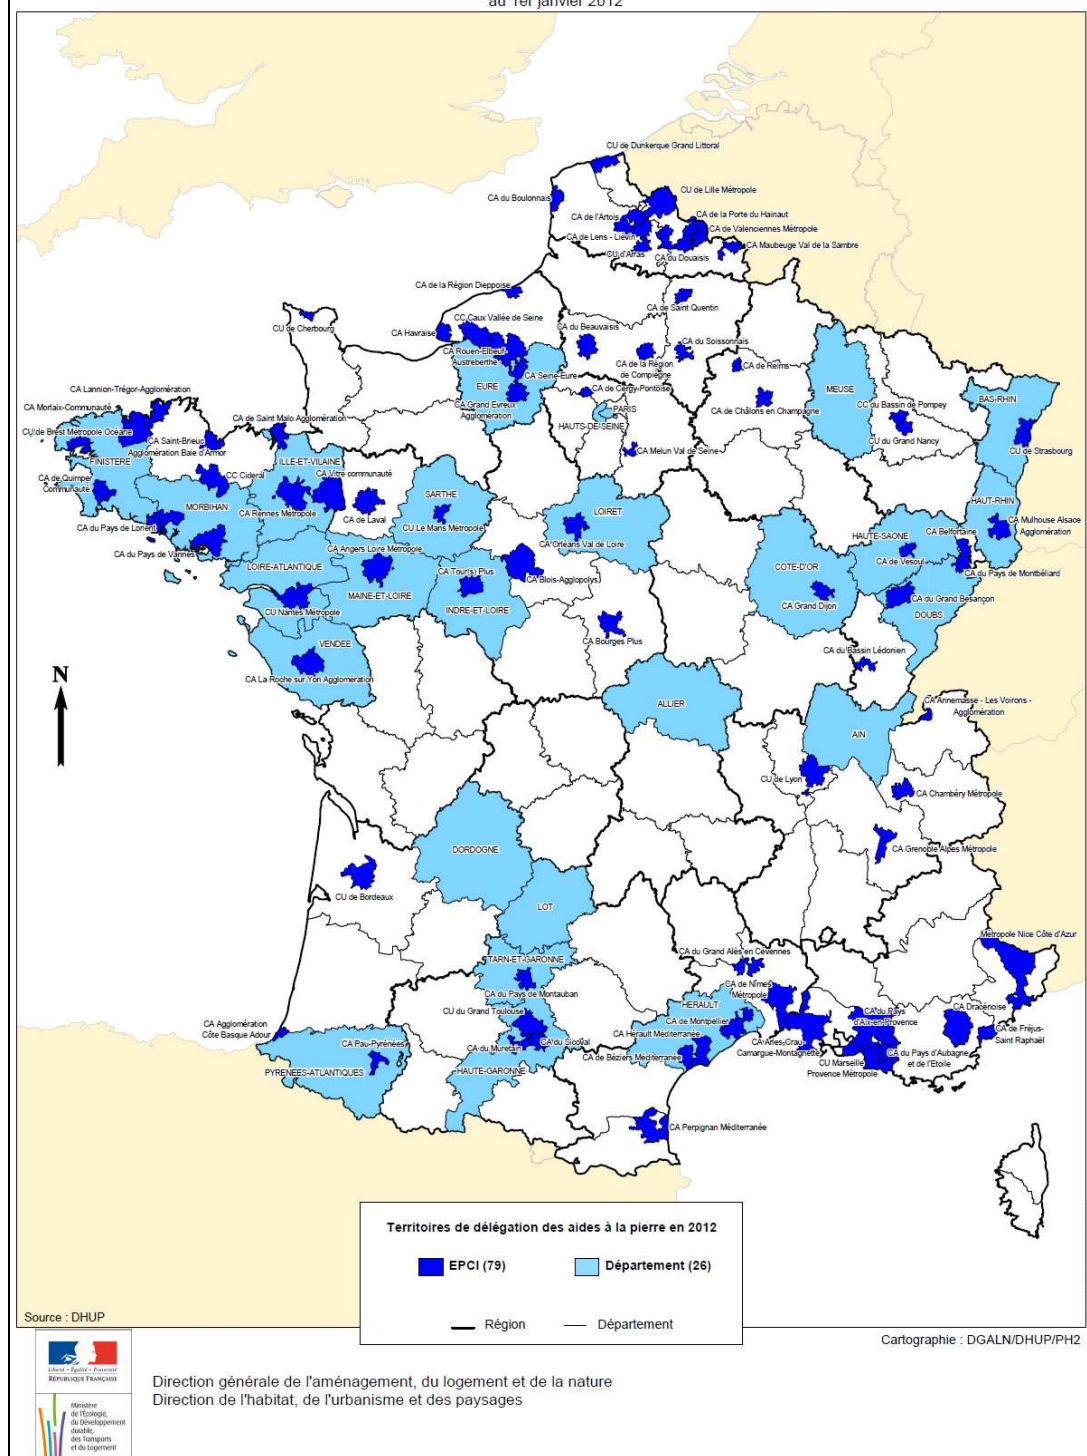 au 1er janvier 2012
CU de Dunkerque Grand Littoral
CU de Lille Métropole
CA du Boulonnais
CA de l'Artois
CA de la Porte du Hainaut
CA de Valenciennes Métropole
CA de Lens - Liévin
CA Maubeuge Val de la Sambre
CU d'Arras
CA du Douaisis
CA de la Région Dieppoise
CA de Saint Quentin
CU de Cherbourg
CC Caux Vallée de Seine
CA Havraise
CA du Beauvaisis
CA du Soissonnais
CA Rouen-Elbeuf-
Austreberthe
CA de la Région
de Compiègne
CA de Reims
CA Seine-Eure
EURE
CA de Cergy-Pontoise
MEUSE
BAS-RHIN
CA Lannion-Trégor-Agglomération
CA Grand Evreux
Agglomération
PARIS
CA de Châlons en Champagne
CC du Bassin de Pompey
CA Morlaix-Communauté
CA de Saint Malo Agglomération
HAUTS-DE-SEINE
CU de Brest Métropole Océane
CA Saint-Brieuc
Agglomération Baie d'Armor
CA Melun Val de Seine
CU du Grand Nancy
CU de Strasbourg
FINISTERE
ILLE-ET-VILAINE
CC Cideral
CA Vitré communauté
CA de Quimper
Communauté
SARTHE
LORET
HAUT-RHIN
MORBIHAN
CA Rennes Métropole
CA de Laval
CU Le Mans Métropole
CA Mulhouse Alsace
Agglomération
CA du Pays de Lorient
HAUTE-SAONE
CA Belfortaine
CA Orléans Val de Loire
CA du Pays de Vannes
CA Angers Loire Métropole
CA de Vesoul
LOIRE-ATLANTIQUE
CA Tour(s) Plus
CA Blois-Agglopolys
COTE-D'OR
CA du Pays de Montbéliard
MAINE-ET-LOIRE
CA du Grand Besançon
CU Nantes Métropole
INDRE-ET-LOIRE
CA Grand Dijon
DOUBS
VENDEE
CA Bourges Plus
CA du Bassin Lédonien
CA La Roche sur Yon Agglomération
N
ALLIER
CA Annemasse - Les Voirons -
Agglomération
AIN
CU de Lyon
CA Chambéry Métropole
DORDOGNE
CA Grenoble Alpes Métropole
CU de Bordeaux
LOT
Métropole Nice Côte d'Azur
CA du Grand Alès en Cévennes
TARN-ET-GARONNE
CA de Nîmes
Métropole
CA du Pays de Montauban
HERAULT
CA du Pays
d'Aix-en-Provence
CA Dracénoise
CU du Grand Toulouse
CA de Montpellier
CA Agglomération
Côte Basque Adour
CA Hérault Méditerranée
CA de Fréjus-
Saint Raphaël
CA Pau-Pyrénées
CA du Muretain
CA du Sicoval
CA Arles-Crau-
Camargue-Montagnette
CA de Béziers Méditerranée
CA du Pays d'Aubagne
et de l'Etoile
CU Marseille
Provence Métropole
PYRENEES-ATLANTIQUES
HAUTE-GARONNE
CA Perpignan Méditerranée
Territoires de délégation des aides à la pierre en 2012
EPCI (79)
Département (26)
Région
Département
Source : DHUP
Cartographie : DGALN/DHUP/PH2
Liberté • Égalité • Fraternité
RÉPUBLIQUE FRANÇAISE
Direction générale de l'aménagement, du logement et de la nature
Direction de l'habitat, de l'urbanisme et des paysages
Ministère
de l'Écologie,
du Développement
durable,
des Transports
et du Logement